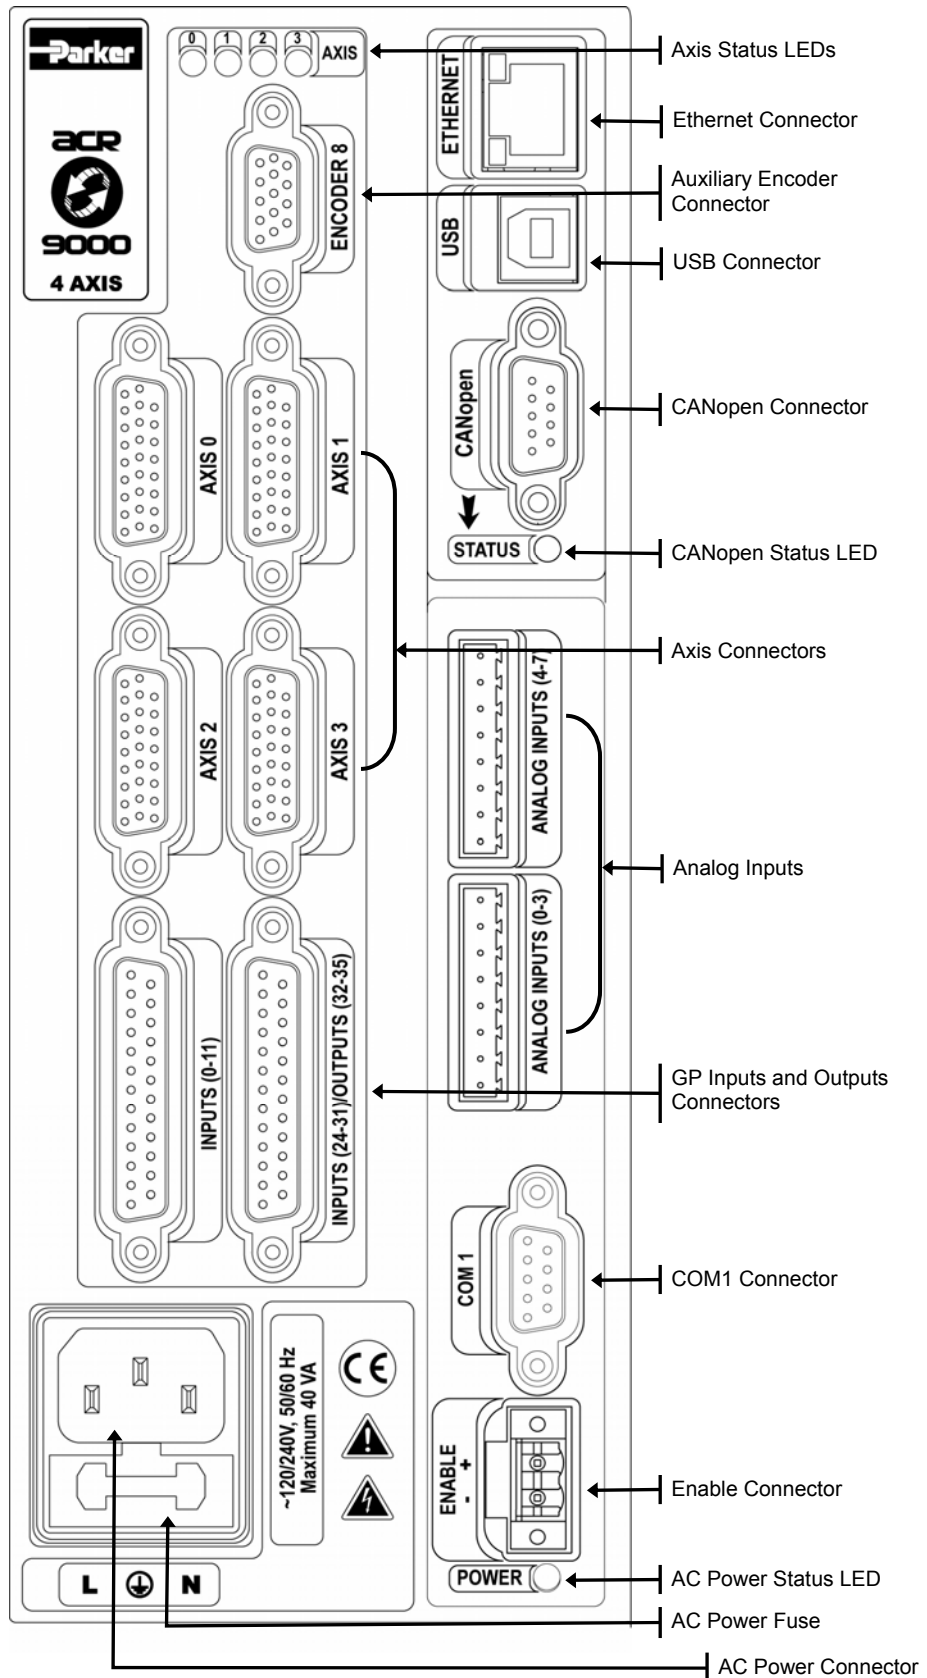 Parker
acr
9000
4 AXIS
0 1 2 3
AXIS
ENCODER 8
ETHERNET
USB
CANopen
STATUS
AXIS 0
AXIS 1
AXIS 2
AXIS 3
ANALOG INPUTS (4-7)
ANALOG INPUTS (0-3)
INPUTS (0-11)
INPUTS (24-31)/OUTPUTS (32-35)
COM 1
~120/240V, 50/60 Hz
Maximum 40 VA
CE
ENABLE
- +
POWER
L N
Axis Status LEDs
Ethernet Connector
Auxiliary Encoder
Connector
USB Connector
CANopen Connector
CANopen Status LED
Axis Connectors
Analog Inputs
GP Inputs and Outputs
Connectors
COM1 Connector
Enable Connector
AC Power Status LED
AC Power Fuse
AC Power Connector